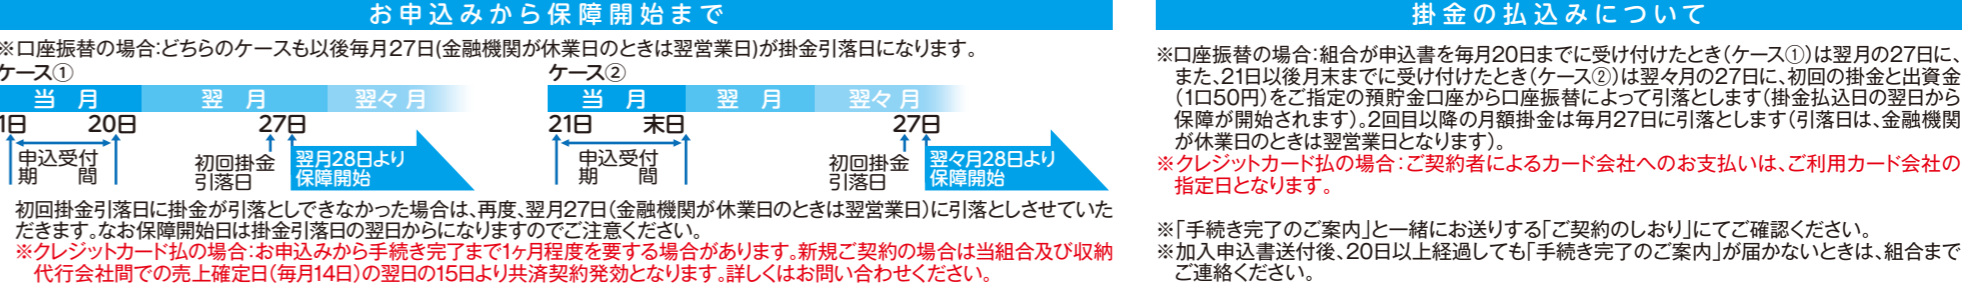 お申込みから保障開始まで
※口座振替の場合:どちらのケースも以後毎月27日(金融機関が休業日のときは翌営業日)が掛金引落日になります。
ケース①
当月 翌月 翌々月
1日 20日 27日
申込受付期間
初回掛金引落日
翌月28日より
保障開始
ケース②
当月 翌月 翌々月
21日 末日 27日
申込受付期間
初回掛金引落日
翌々月28日より
保障開始
初回掛金引落日に掛金が引落としできなかった場合は、再度、翌月27日(金融機関が休業日のときは翌営業日)に引落としさせていた
だきます。なお保障開始日は掛金引落日の翌日からになりますのでご注意ください。
※クレジットカード払の場合:お申込みから手続き完了まで1ヶ月程度を要する場合があります。新規ご契約の場合は当組合及び収納
代行会社間での売上確定日(毎月14日)の翌日の15日より共済契約発効となります。詳しくはお問い合わせください。
掛金の払込みについて
※口座振替の場合:組合が申込書を毎月20日までに受け付けたとき(ケース①)は翌月の27日に、
また、21日以後月末までに受け付けたとき(ケース②)は翌々月の27日に、初回の掛金と出資金
(1口50円)をご指定の預貯金口座から口座振替によって引落とします(掛金払込日の翌日から
保障が開始されます)。2回目以降の月額掛金は毎月27日に引落とします(引落日は、金融機関
が休業日のときは翌営業日となります)。
※クレジットカード払の場合:ご契約者によるカード会社へのお支払いは、ご利用カード会社の
指定日となります。
※「手続き完了のご案内」と一緒にお送りする「ご契約のしおり」にてご確認ください。
※加入申込書送付後、20日以上経過しても「手続き完了のご案内」が届かないときは、組合まで
ご連絡ください。